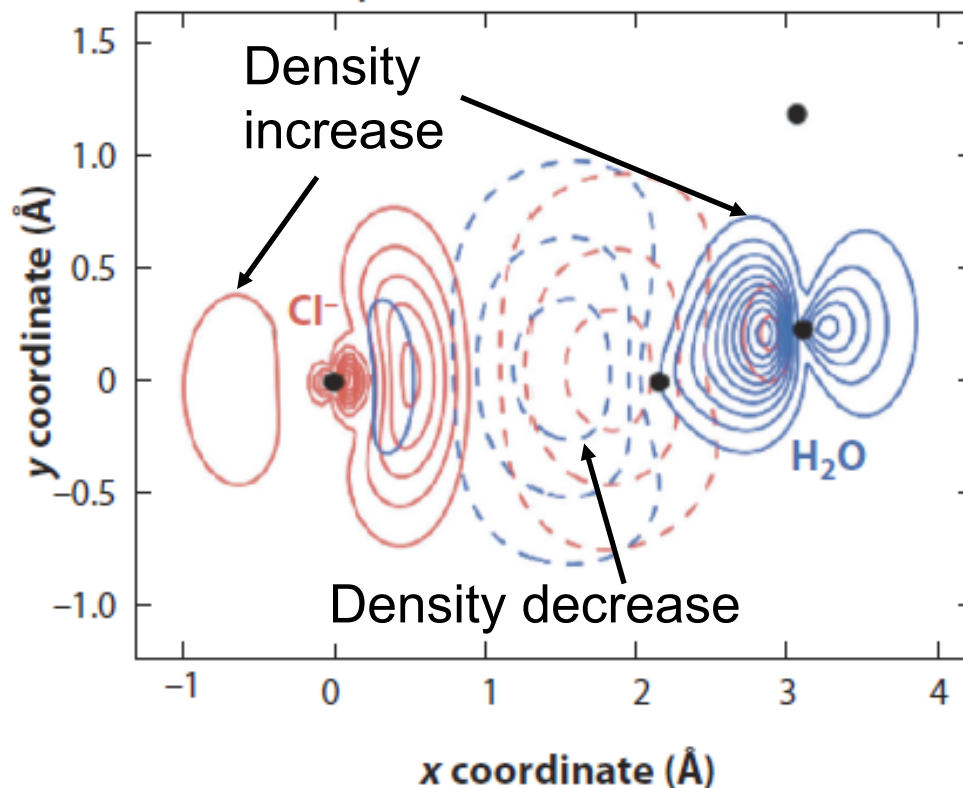 Density
increase
1.5
1.0
0.5
0
−0.5
−1.0
y coordinate (Å)
Cl⁻
H₂O
Density decrease
−1
0
1
2
3
4
x coordinate (Å)